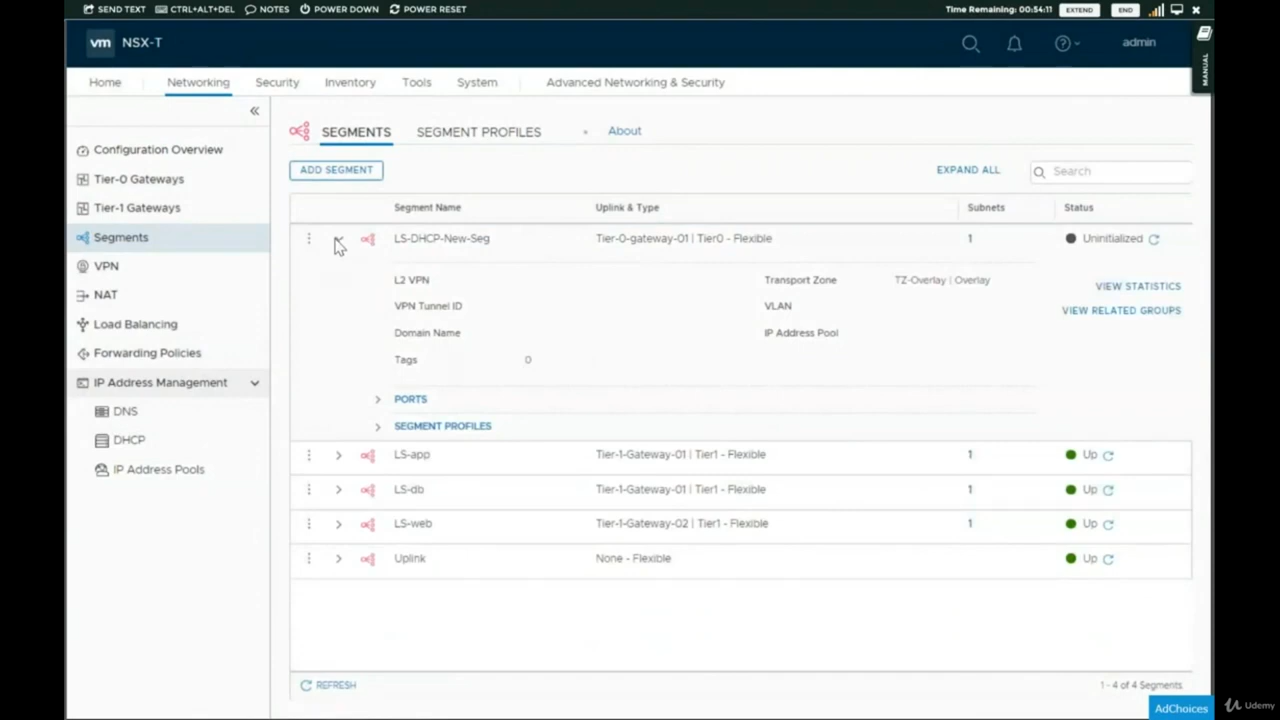 SEND TEXT CTRL+ALT+DEL NOTES POWER DOWN POWER RESET Time Remaining: 00:54:11 EXTEND END
vm NSX-T admin
MANUAL
Home Networking Security Inventory Tools System Advanced Networking & Security
SEGMENTS SEGMENT PROFILES About
Configuration Overview
ADD SEGMENT EXPAND ALL Search
Tier-0 Gateways
Tier-1 Gateways
Segment Name Uplink & Type Subnets Status
Segments
LS-DHCP-New-Seg Tier-0-gateway-01 | Tier0 - Flexible 1 Uninitialized
VPN
L2 VPN Transport Zone TZ-Overlay | Overlay VIEW STATISTICS
NAT
VPN Tunnel ID VLAN VIEW RELATED GROUPS
Load Balancing
Domain Name IP Address Pool
Forwarding Policies
Tags 0
IP Address Management
PORTS
DNS
SEGMENT PROFILES
DHCP
LS-app Tier-1-Gateway-01 | Tier1 - Flexible 1 Up
IP Address Pools
LS-db Tier-1-Gateway-01 | Tier1 - Flexible 1 Up
LS-web Tier-1-Gateway-02 | Tier1 - Flexible 1 Up
Uplink None - Flexible Up
REFRESH 1 - 4 of 4 Segments
AdChoices Udemy